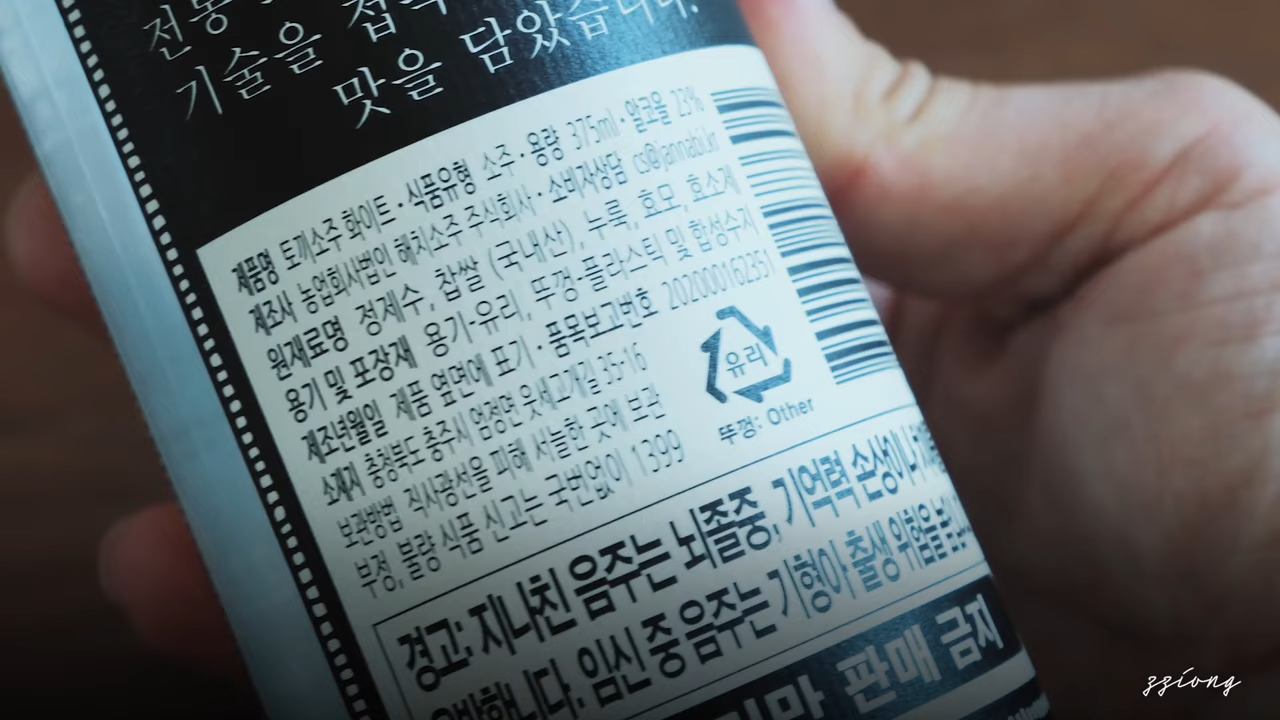 기술을 접목
맛을 담았습니다.
제품명 토끼소주 화이트 · 식품유형 소주 · 용량 375ml · 알코올 23%
제조사 농업회사법인 해치소주 주식회사 · 소비자상담 cs@jannabi.kr
원재료명 정제수, 찹쌀 (국내산), 누룩, 효모, 효소제
용기 및 포장재 용기-유리, 뚜껑-플라스틱 및 합성수지
제조년월일 제품 옆면에 표기 · 품목보고번호 202000162351
소재지 충청북도 충주시 엄정면 웃세고개길 35-16
보관방법 직사광선을 피해 서늘한 곳에 보관
부정, 불량 식품 신고는 국번없이 1399
유리
뚜껑: Other
경고: 지나친 음주는 뇌졸중, 기억력 손상이나
유발합니다. 임신 중 음주는 기형아 출생 위험을
판매 금지
zziong